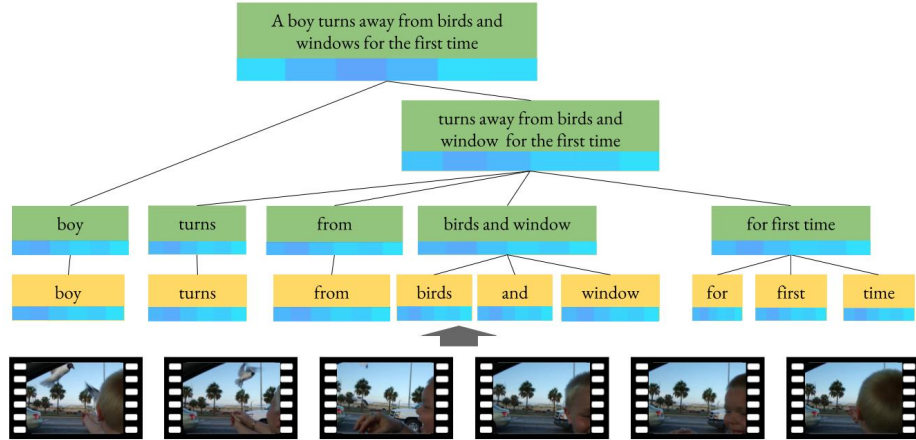 A boy turns away from birds and
windows for the first time
turns away from birds and
window for the first time
boy
turns
from
birds and window
for first time
boy
turns
from
birds
and
window
for
first
time